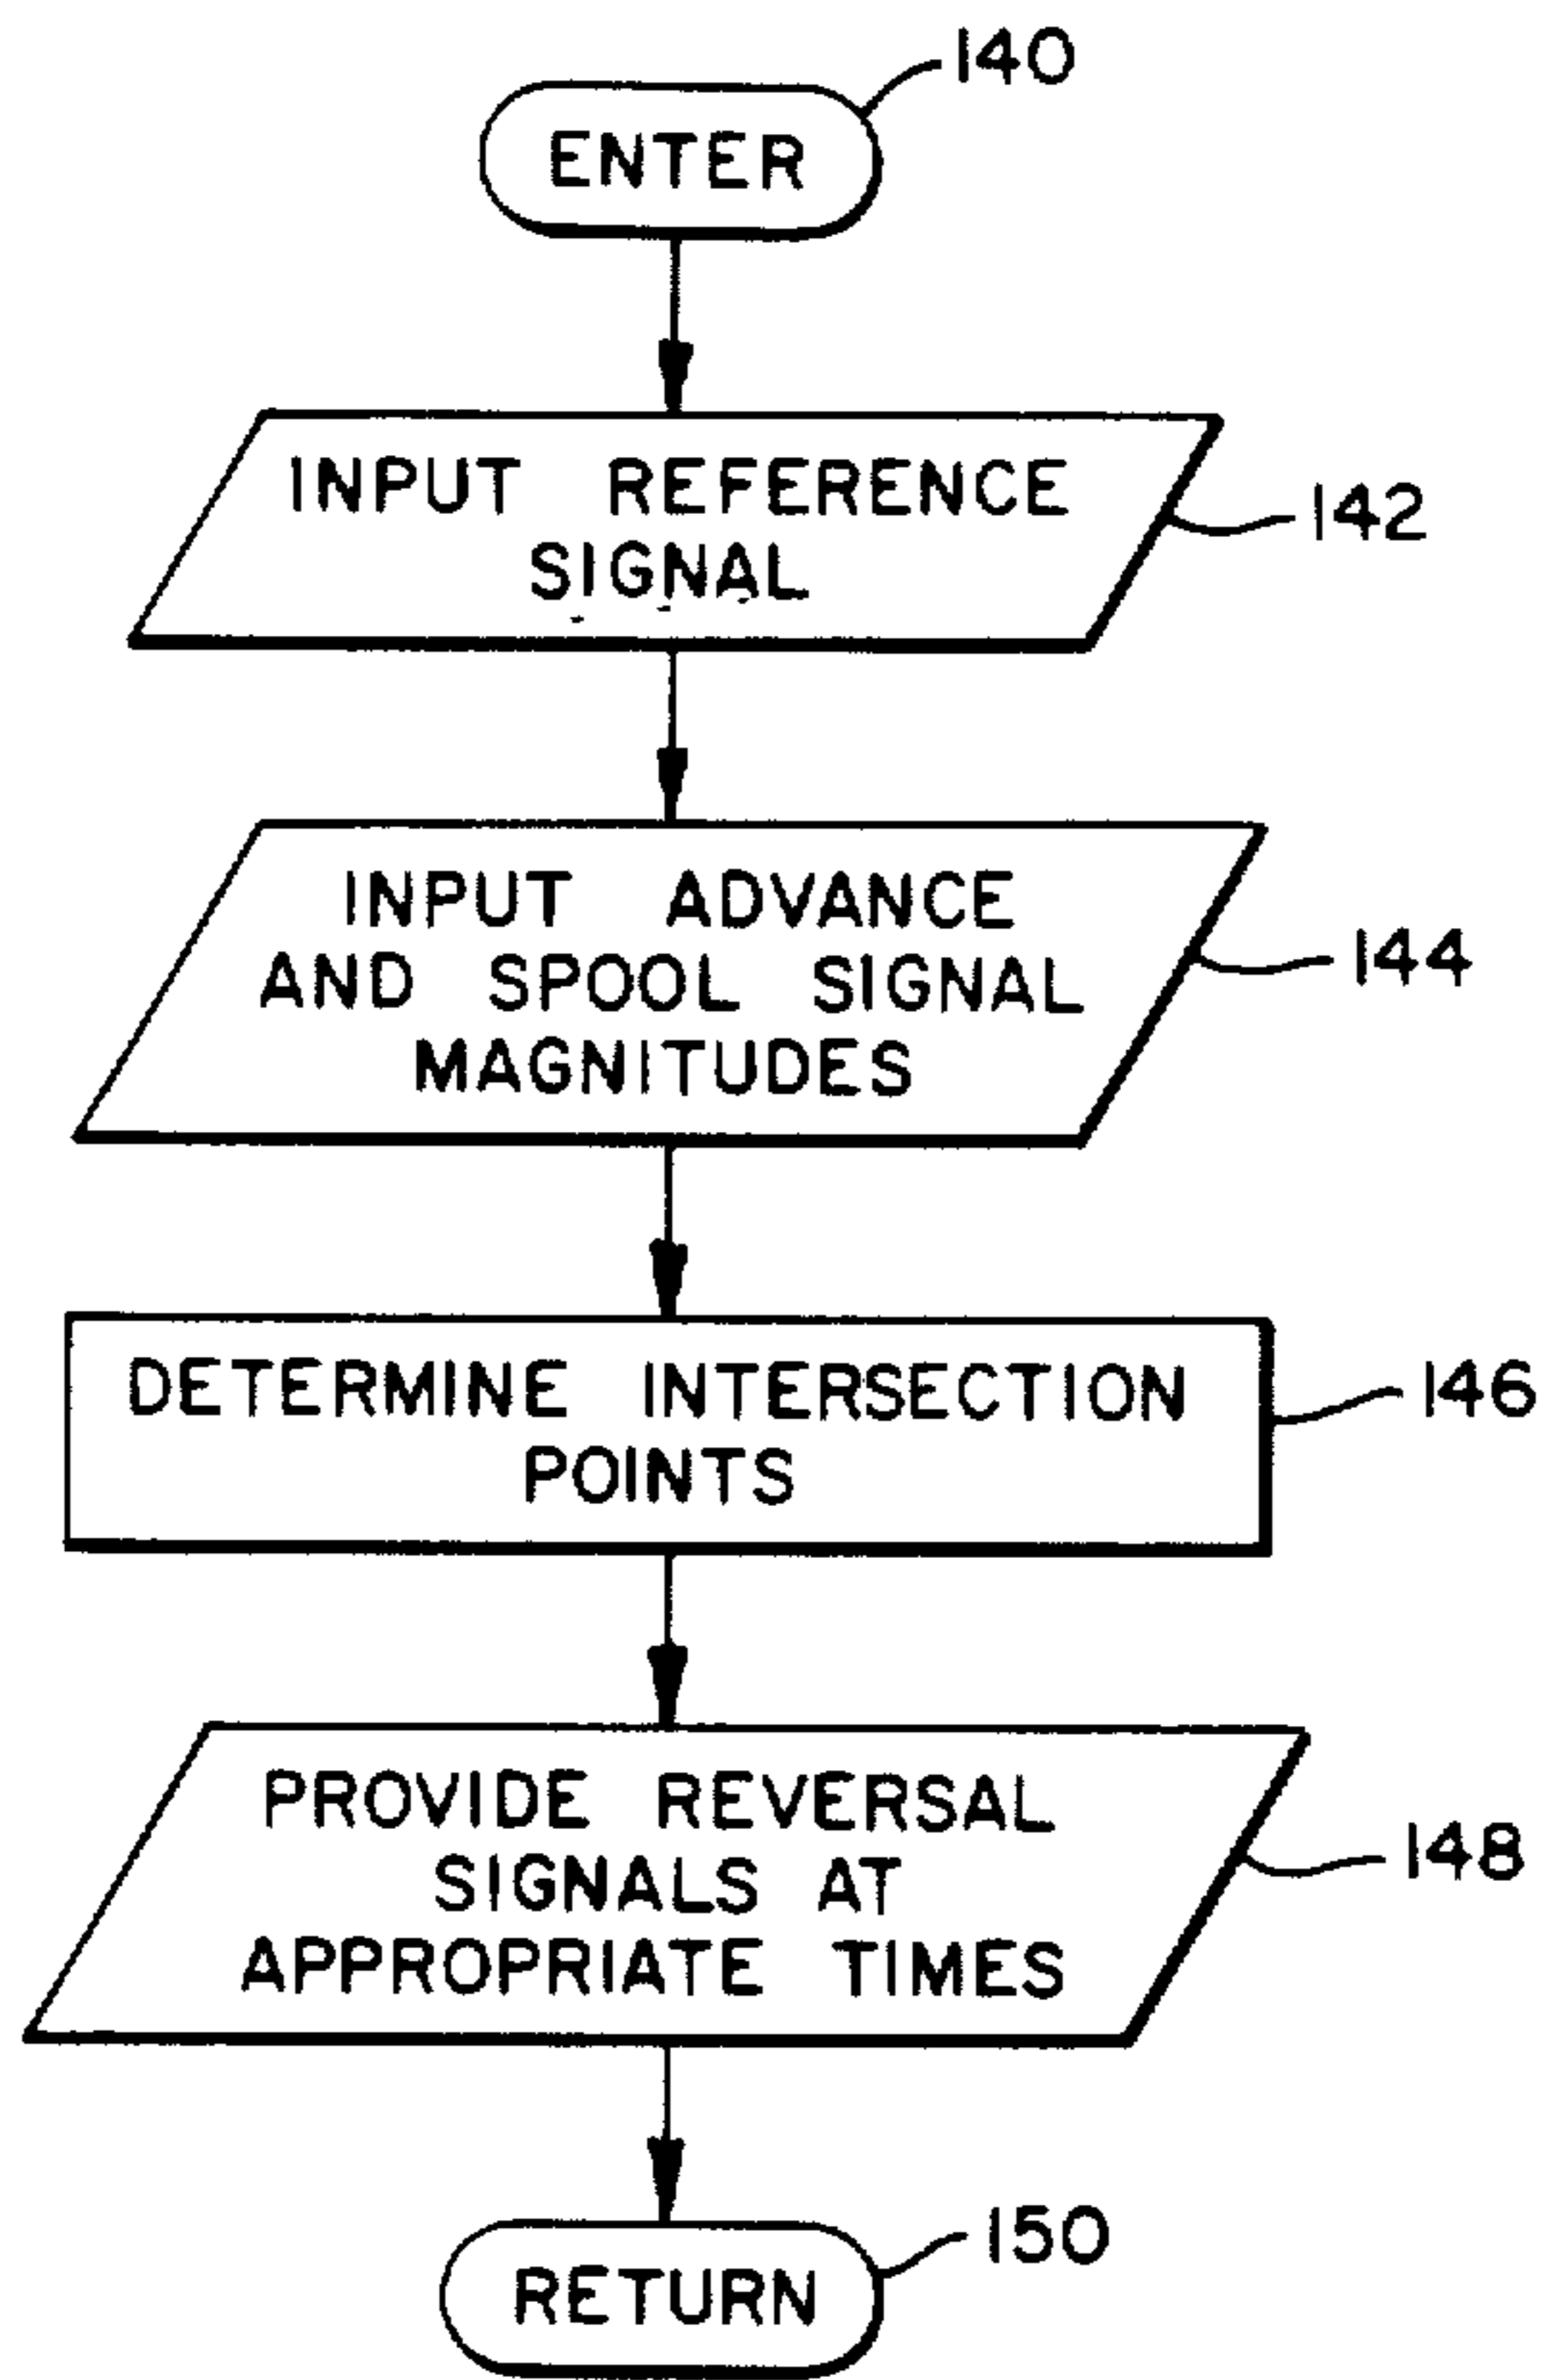 140
ENTER
INPUT REFERENCE
SIGNAL
142
INPUT ADVANCE
AND SPOOL SIGNAL
MAGNITUDES
144
DETERMINE INTERSECTION
POINTS
146
PROVIDE REVERSAL
SIGNALS AT
APPROPRIATE TIMES
148
150
RETURN